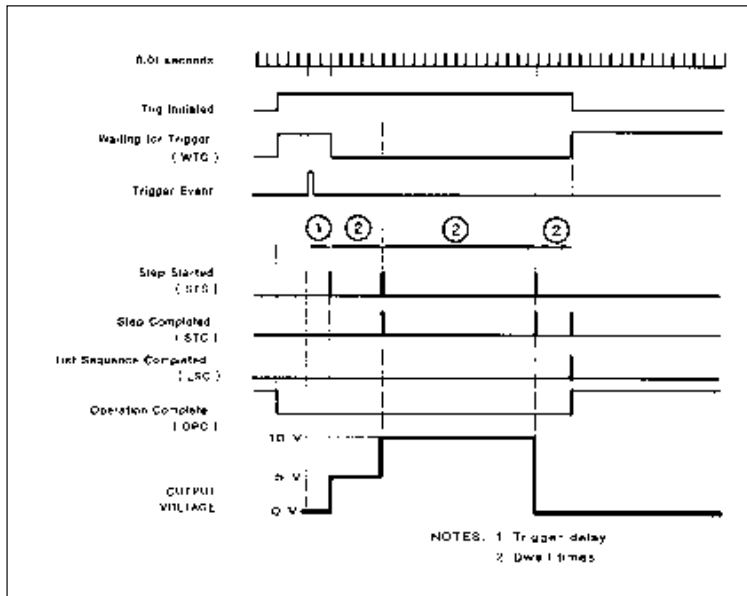 0.01 seconds
Trig Initiated
Waiting for Trigger
( WTG )
Trigger Event
1 2 2 2
Step Started
( STS )
Step Completed
( STC )
List Sequence Completed
( LSC )
Operation Complete
( OPC )
10 V
5 V
OUTPUT
VOLTAGE
0 V
NOTES. 1 Trigger delay
2 Dwell times